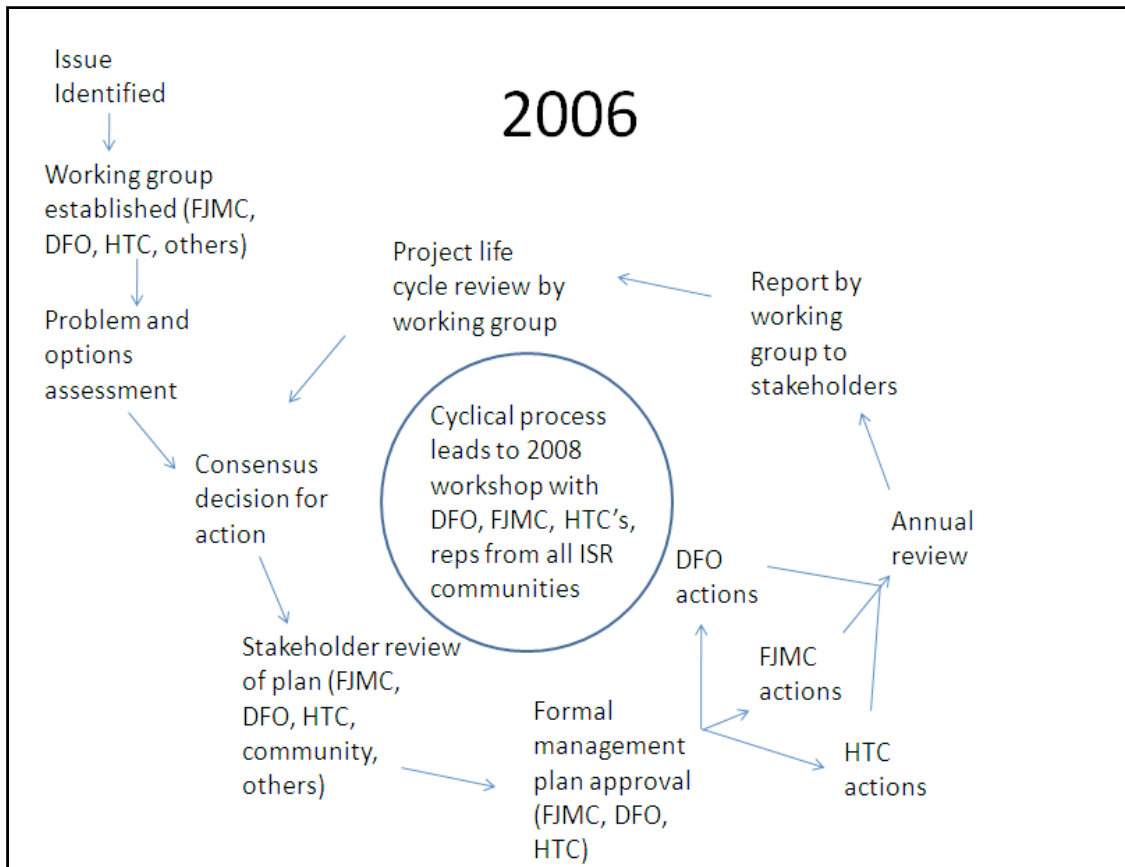 2006
Issue
Identified
Working group
established (FJMC,
DFO, HTC, others)
Problem and
options
assessment
Consensus
decision for
action
Stakeholder review
of plan (FJMC,
DFO, HTC,
community,
others)
Formal
management
plan approval
(FJMC, DFO,
HTC)
DFO
actions
FJMC
actions
HTC
actions
Annual
review
Report by
working
group to
stakeholders
Project life
cycle review by
working group
Cyclical process
leads to 2008
workshop with
DFO, FJMC, HTC's,
reps from all ISR
communities